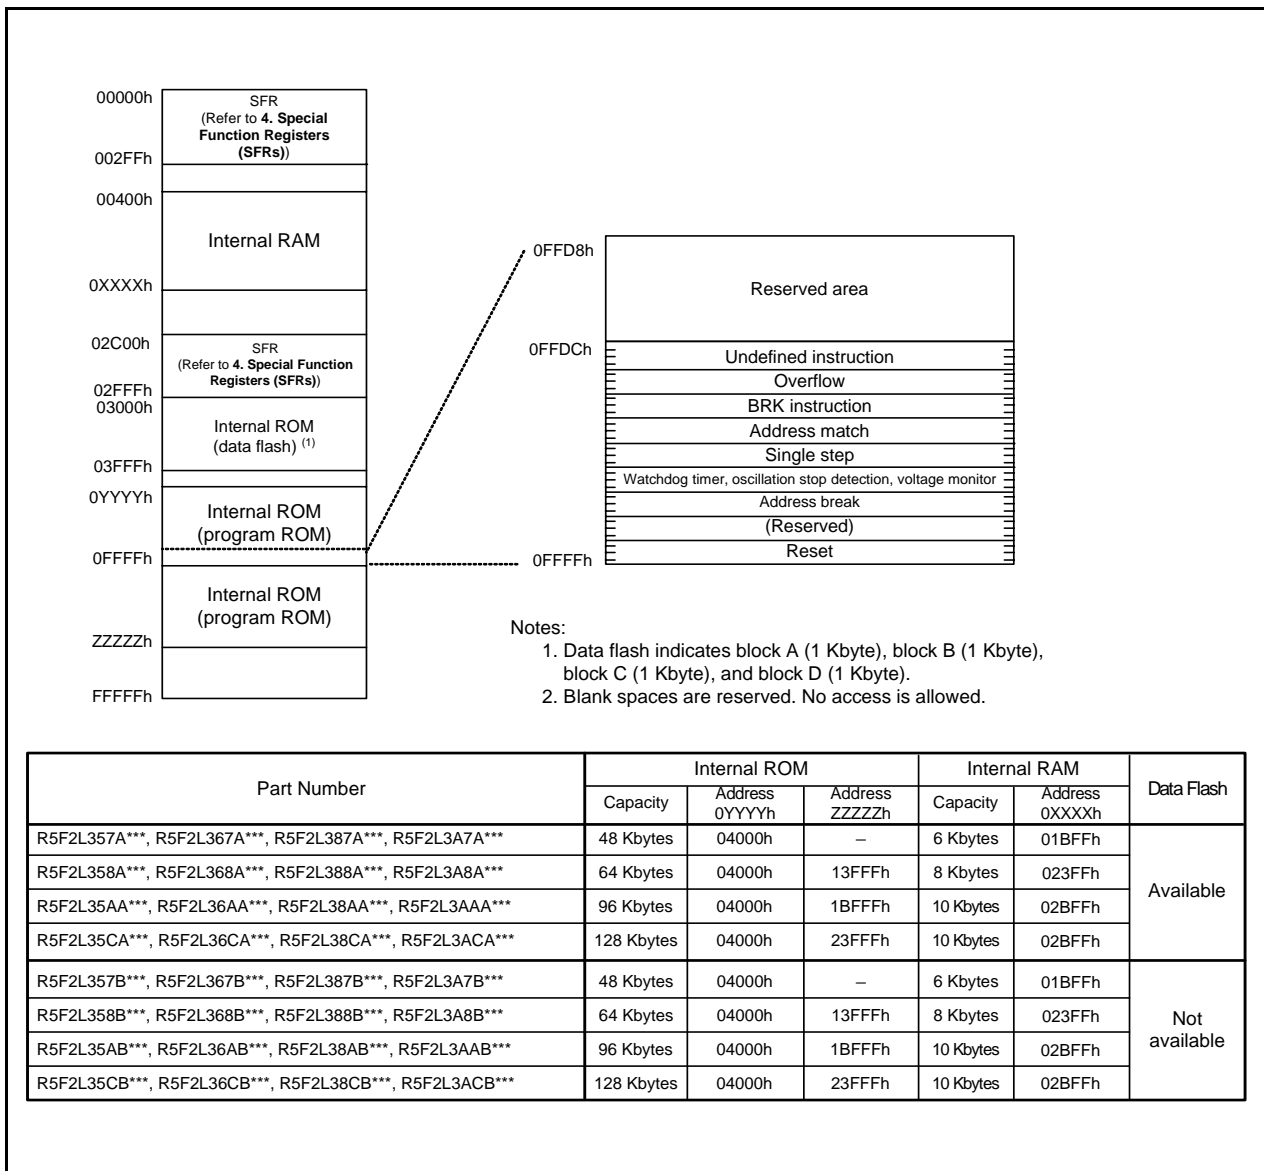 00000h
SFR
(Refer to 4. Special
Function Registers
(SFRs))
002FFh
00400h
Internal RAM
0XXXXh
02C00h
SFR
(Refer to 4. Special Function
Registers (SFRs))
02FFFh
03000h
Internal ROM
(data flash) (1)
03FFFh
0YYYYh
Internal ROM
(program ROM)
0FFFFh
Internal ROM
(program ROM)
ZZZZZh
FFFFFh
0FFD8h
Reserved area
0FFDCh
Undefined instruction
Overflow
BRK instruction
Address match
Single step
Watchdog timer, oscillation stop detection, voltage monitor
Address break
(Reserved)
Reset
0FFFFh
Notes:
1. Data flash indicates block A (1 Kbyte), block B (1 Kbyte),
block C (1 Kbyte), and block D (1 Kbyte).
2. Blank spaces are reserved. No access is allowed.
Part Number
Internal ROM
Internal RAM
Data Flash
Capacity
Address
0YYYYh
Address
ZZZZZh
Capacity
Address
0XXXXh
R5F2L357A***, R5F2L367A***, R5F2L387A***, R5F2L3A7A*** 48 Kbytes 04000h – 6 Kbytes 01BFFh
R5F2L358A***, R5F2L368A***, R5F2L388A***, R5F2L3A8A*** 64 Kbytes 04000h 13FFFh 8 Kbytes 023FFh
Available
R5F2L35AA***, R5F2L36AA***, R5F2L38AA***, R5F2L3AAA*** 96 Kbytes 04000h 1BFFFh 10 Kbytes 02BFFh
R5F2L35CA***, R5F2L36CA***, R5F2L38CA***, R5F2L3ACA*** 128 Kbytes 04000h 23FFFh 10 Kbytes 02BFFh
R5F2L357B***, R5F2L367B***, R5F2L387B***, R5F2L3A7B*** 48 Kbytes 04000h – 6 Kbytes 01BFFh
R5F2L358B***, R5F2L368B***, R5F2L388B***, R5F2L3A8B*** 64 Kbytes 04000h 13FFFh 8 Kbytes 023FFh
Not
available
R5F2L35AB***, R5F2L36AB***, R5F2L38AB***, R5F2L3AAB*** 96 Kbytes 04000h 1BFFFh 10 Kbytes 02BFFh
R5F2L35CB***, R5F2L36CB***, R5F2L38CB***, R5F2L3ACB*** 128 Kbytes 04000h 23FFFh 10 Kbytes 02BFFh